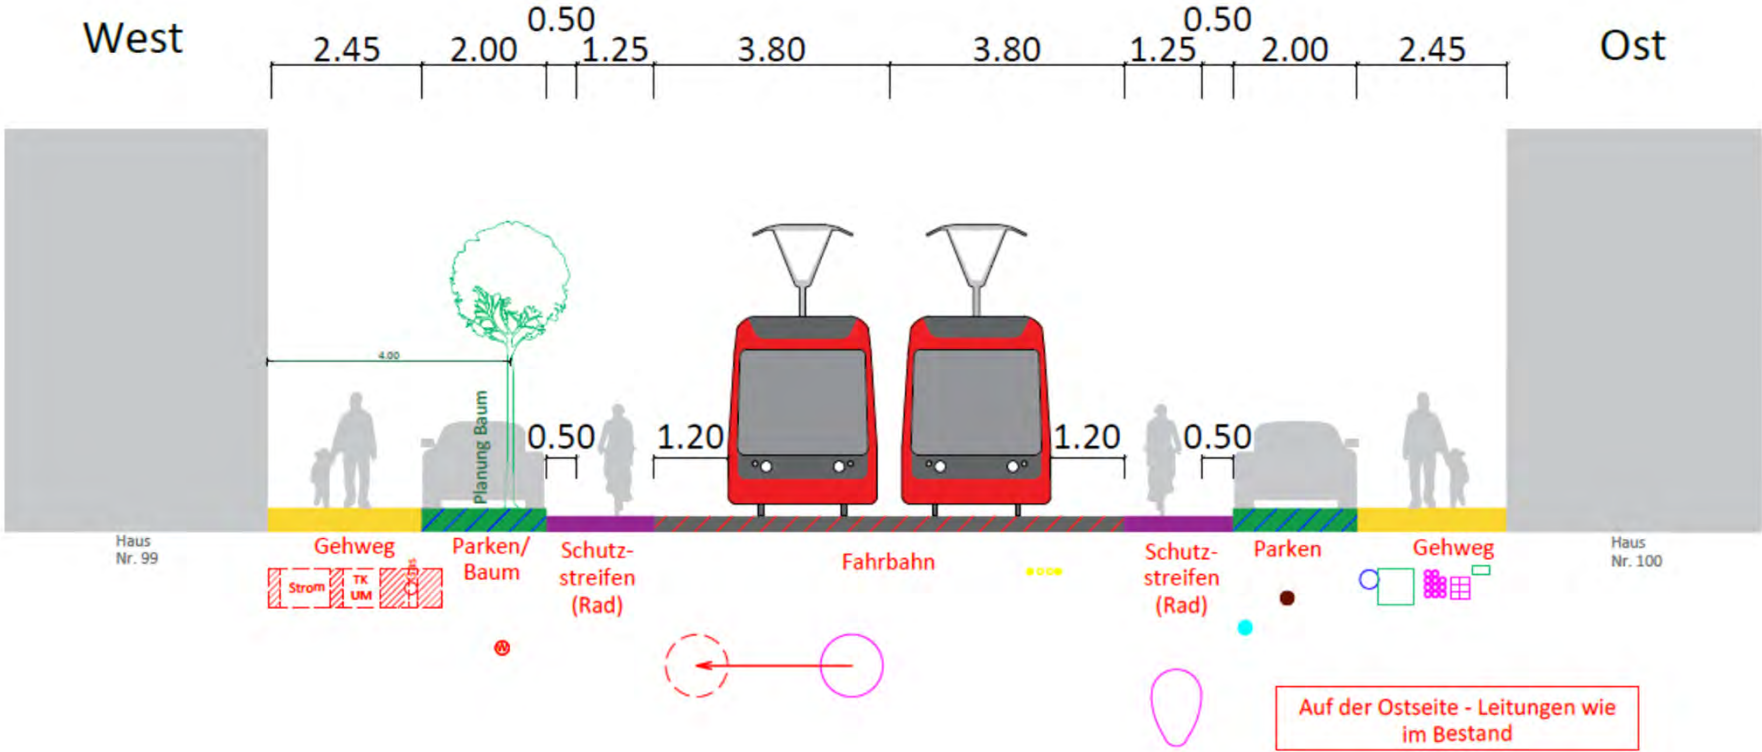 West
Ost
0.50
0.50
2.45
2.00
1.25
3.80
3.80
1.25
2.00
2.45
4.00
Planung Baum
0.50
1.20
1.20
0.50
Haus
Nr. 99
Gehweg
Parken/
Baum
Schutz-
streifen
(Rad)
Fahrbahn
Schutz-
streifen
(Rad)
Parken
Gehweg
Haus
Nr. 100
Strom
TK
UM
W
Auf der Ostseite - Leitungen wie
im Bestand